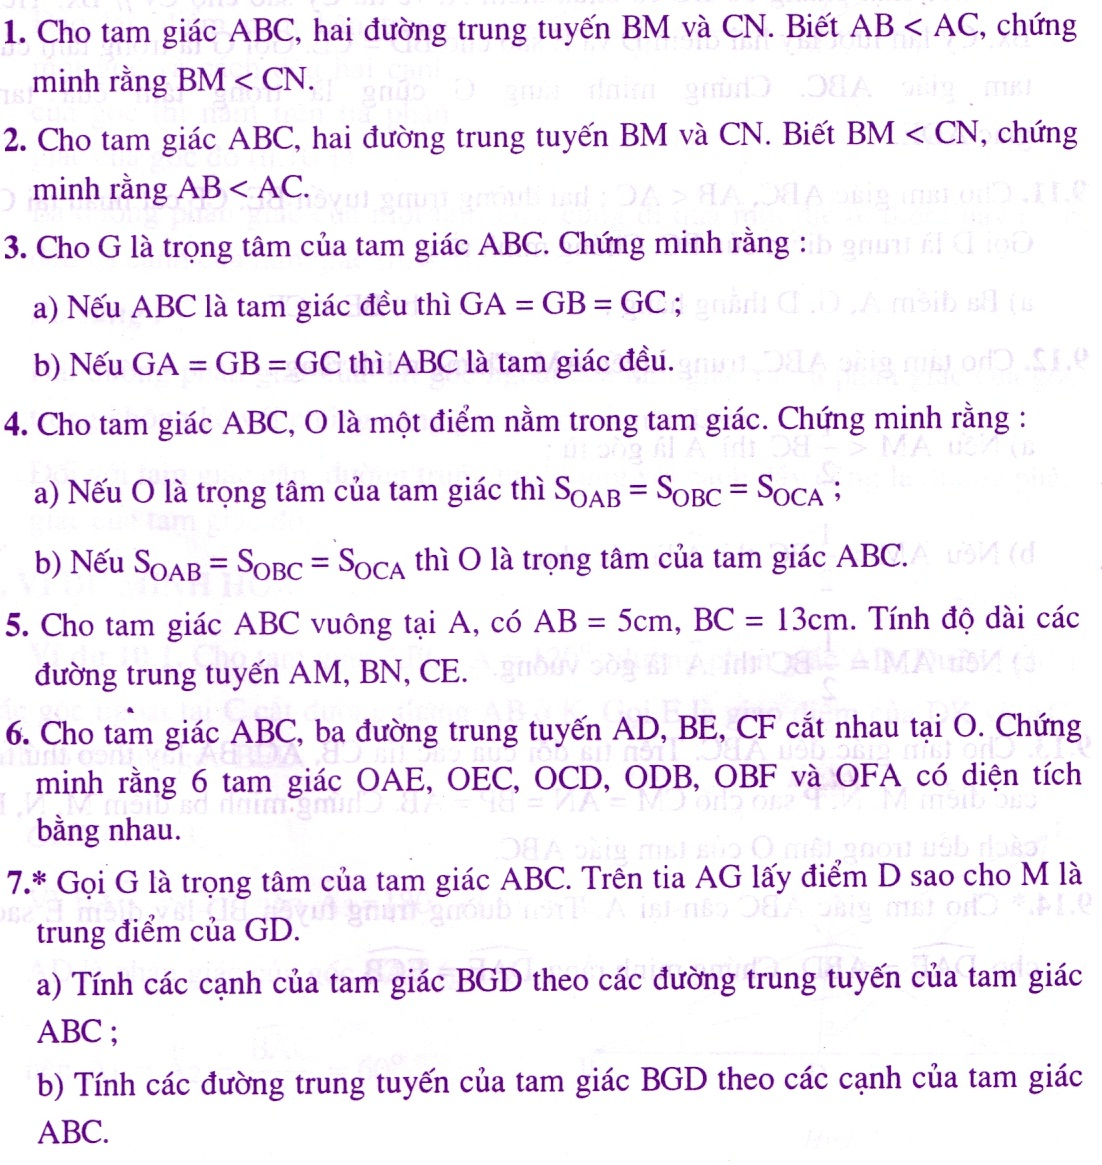 1. Cho tam giác ABC, hai đường trung tuyến BM và CN. Biết AB < AC, chứng
minh rằng BM < CN.
2. Cho tam giác ABC, hai đường trung tuyến BM và CN. Biết BM < CN, chứng
minh rằng AB < AC.
3. Cho G là trọng tâm của tam giác ABC. Chứng minh rằng :
a) Nếu ABC là tam giác đều thì GA = GB = GC ;
b) Nếu GA = GB = GC thì ABC là tam giác đều.
4. Cho tam giác ABC, O là một điểm nằm trong tam giác. Chứng minh rằng :
a) Nếu O là trọng tâm của tam giác thì S_OAB = S_OBC = S_OCA ;
b) Nếu S_OAB = S_OBC = S_OCA thì O là trọng tâm của tam giác ABC.
5. Cho tam giác ABC vuông tại A, có AB = 5cm, BC = 13cm. Tính độ dài các
đường trung tuyến AM, BN, CE.
6. Cho tam giác ABC, ba đường trung tuyến AD, BE, CF cắt nhau tại O. Chứng
minh rằng 6 tam giác OAE, OEC, OCD, ODB, OBF và OFA có diện tích
bằng nhau.
7.* Gọi G là trọng tâm của tam giác ABC. Trên tia AG lấy điểm D sao cho M là
trung điểm của GD.
a) Tính các cạnh của tam giác BGD theo các đường trung tuyến của tam giác
ABC ;
b) Tính các đường trung tuyến của tam giác BGD theo các cạnh của tam giác
ABC.